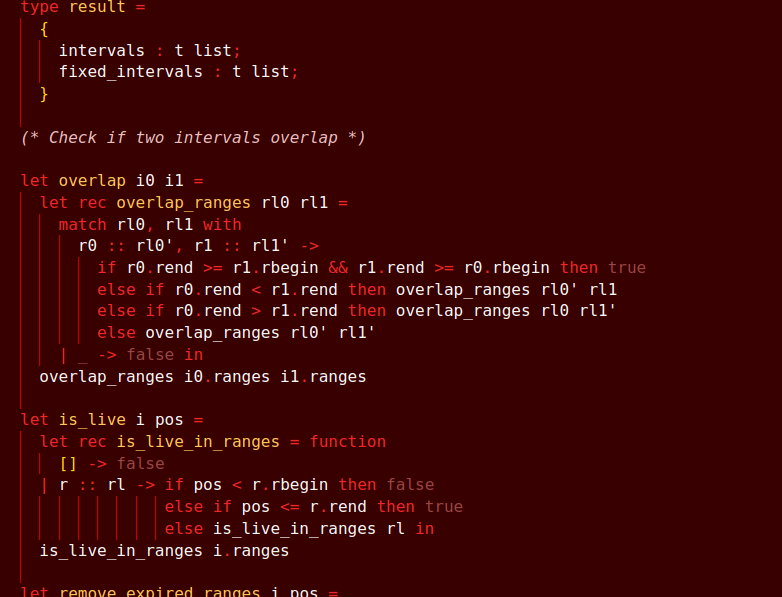 type result =
{
intervals : t list;
fixed_intervals : t list;
}
(* Check if two intervals overlap *)
let overlap i0 i1 =
let rec overlap_ranges rl0 rl1 =
match rl0, rl1 with
r0 :: rl0', r1 :: rl1' ->
if r0.rend >= r1.rbegin && r1.rend >= r0.rbegin then true
else if r0.rend < r1.rend then overlap_ranges rl0' rl1
else if r0.rend > r1.rend then overlap_ranges rl0 rl1'
else overlap_ranges rl0' rl1'
| _ -> false in
overlap_ranges i0.ranges i1.ranges
let is_live i pos =
let rec is_live_in_ranges = function
[] -> false
| r :: rl -> if pos < r.rbegin then false
else if pos <= r.rend then true
else is_live_in_ranges rl in
is_live_in_ranges i.ranges
let remove_expired_ranges i pos =